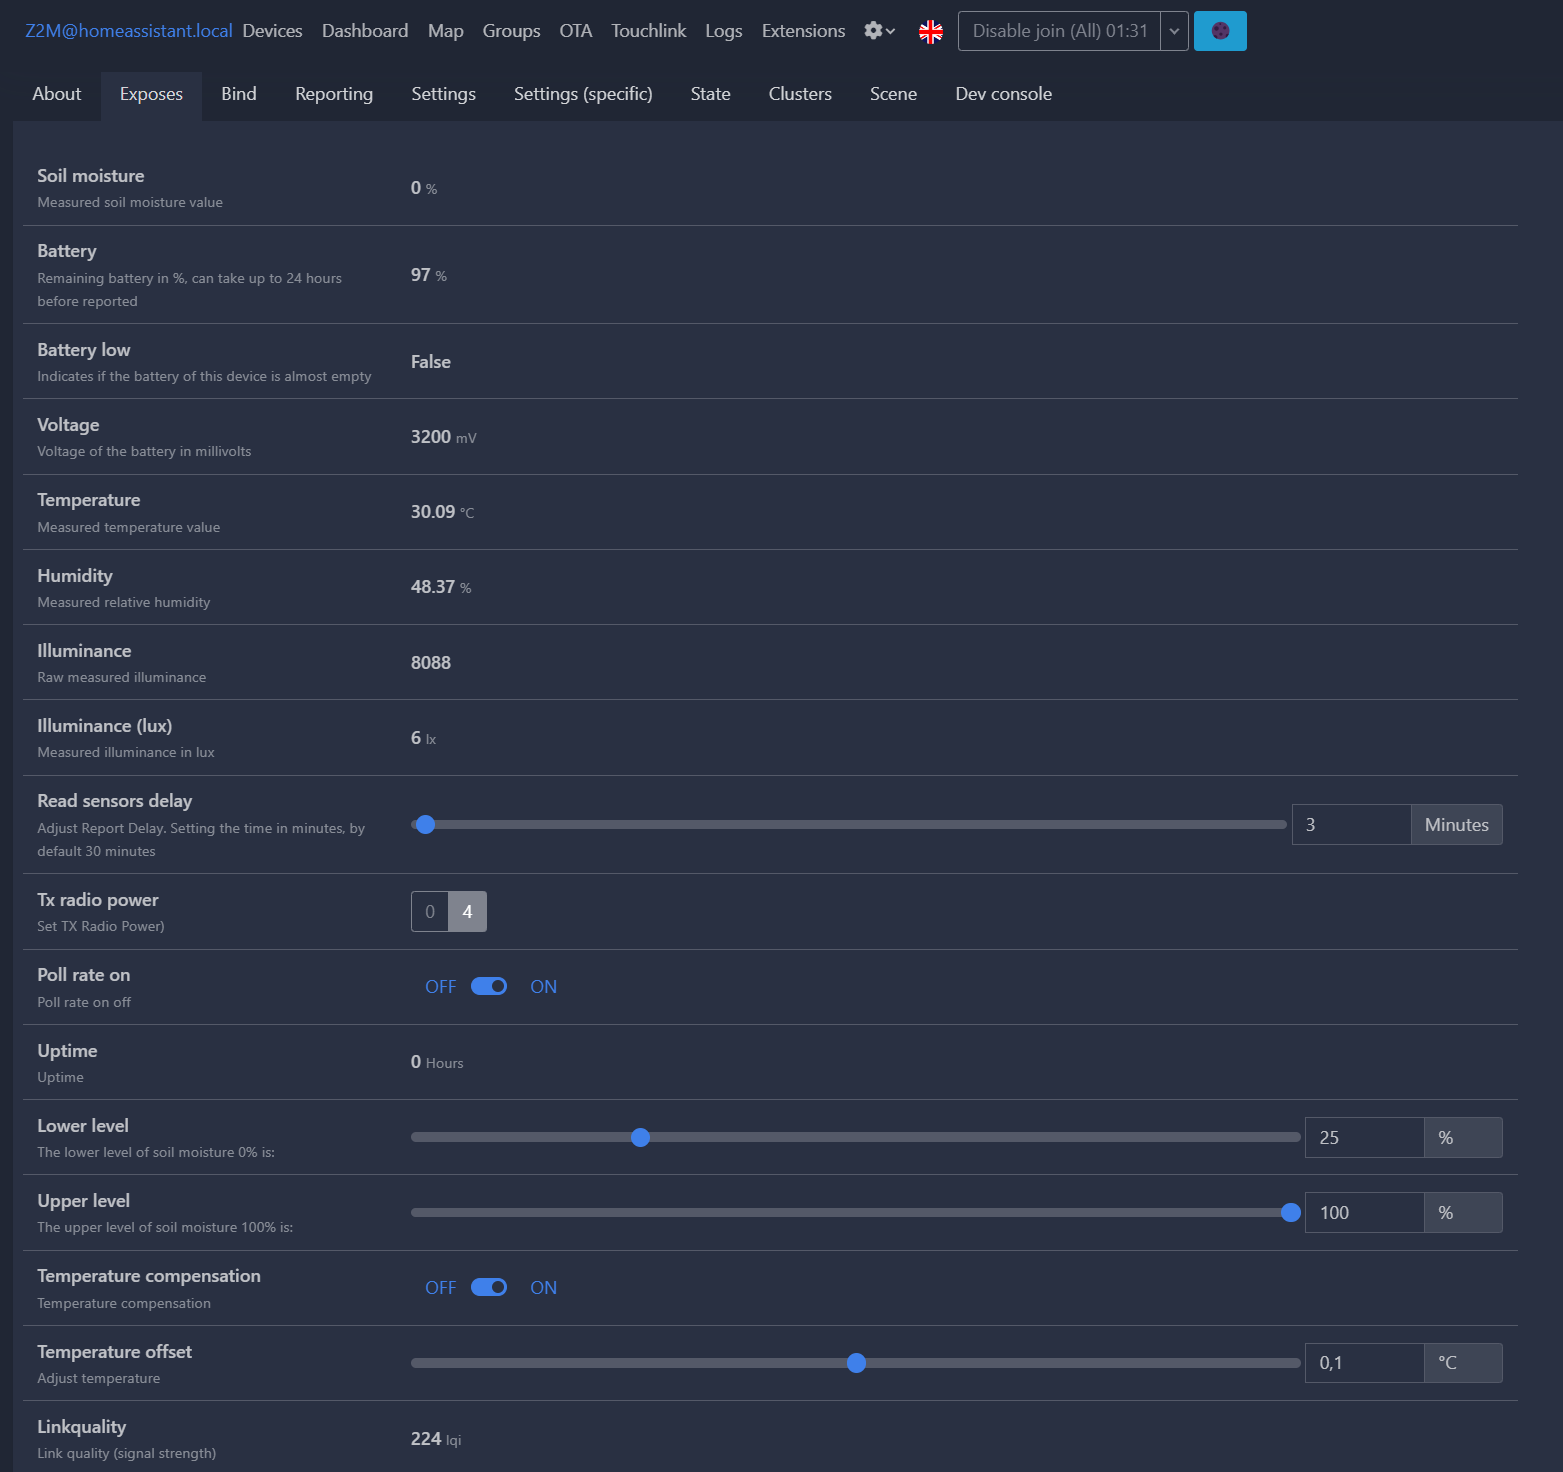 Z2M@homeassistant.local Devices Dashboard Map Groups OTA Touchlink Logs Extensions Disable join (All) 01:31
About Exposes Bind Reporting Settings Settings (specific) State Clusters Scene Dev console
Soil moisture
Measured soil moisture value
0 %
Battery
Remaining battery in %, can take up to 24 hours
before reported
97 %
Battery low
Indicates if the battery of this device is almost empty
False
Voltage
Voltage of the battery in millivolts
3200 mV
Temperature
Measured temperature value
30.09 °C
Humidity
Measured relative humidity
48.37 %
Illuminance
Raw measured illuminance
8088
Illuminance (lux)
Measured illuminance in lux
6 lx
Read sensors delay
Adjust Report Delay. Setting the time in minutes, by
default 30 minutes
3 Minutes
Tx radio power
Set TX Radio Power)
0 4
Poll rate on
Poll rate on off
OFF ON
Uptime
Uptime
0 Hours
Lower level
The lower level of soil moisture 0% is:
25 %
Upper level
The upper level of soil moisture 100% is:
100 %
Temperature compensation
Temperature compensation
OFF ON
Temperature offset
Adjust temperature
0,1 °C
Linkquality
Link quality (signal strength)
224 lqi